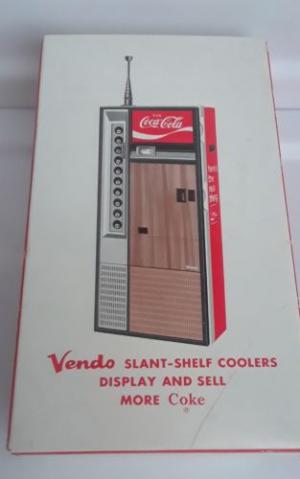 Coca-Cola
Vendo SLANT-SHELF COOLERS
DISPLAY AND SELL
MORE Coke
®